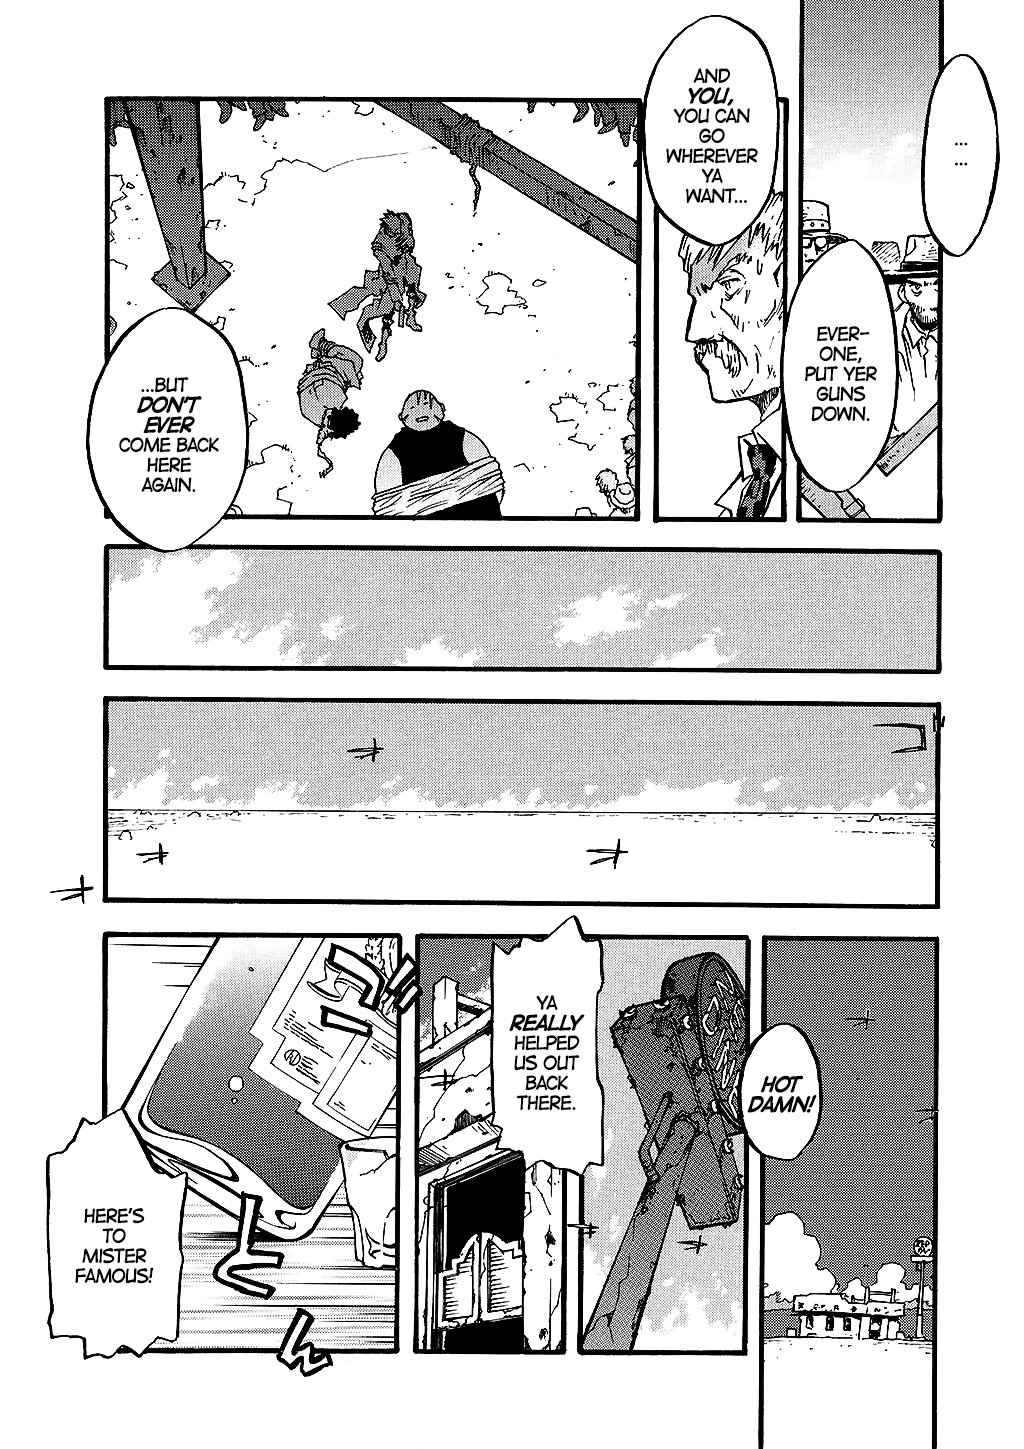 ...
...
EVER-
ONE,
PUT YER
GUNS
DOWN.
AND
YOU,
YOU CAN
GO
WHEREVER
YA
WANT...
...BUT
DON'T
EVER
COME BACK
HERE
AGAIN.
HOT
DAMN!
YA
REALLY
HELPED
US OUT
BACK
THERE.
HERE'S
TO
MISTER
FAMOUS!